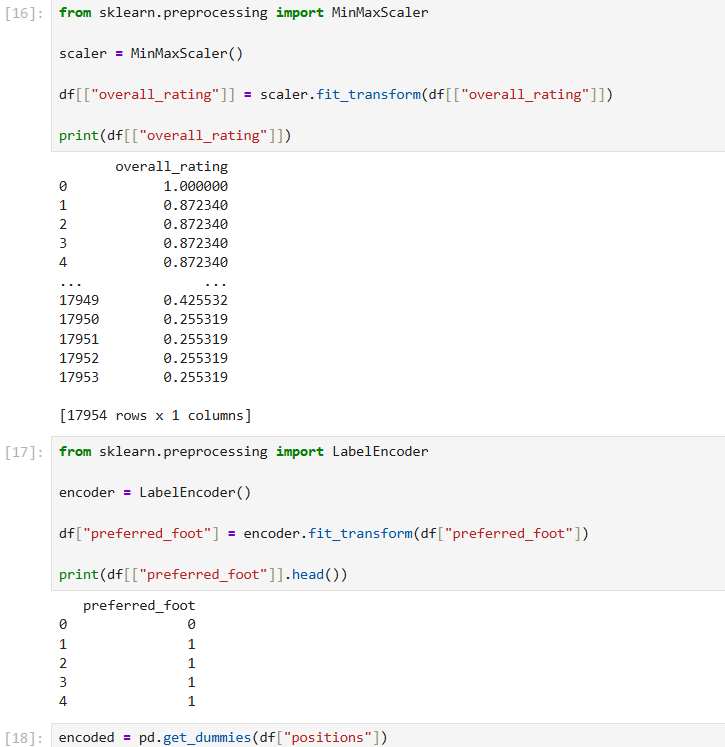 [16]: from sklearn.preprocessing import MinMaxScaler
scaler = MinMaxScaler()
df[["overall_rating"]] = scaler.fit_transform(df[["overall_rating"]])
print(df[["overall_rating"]])
overall_rating
0 1.000000
1 0.872340
2 0.872340
3 0.872340
4 0.872340
... ...
17949 0.425532
17950 0.255319
17951 0.255319
17952 0.255319
17953 0.255319
[17954 rows x 1 columns]
[17]: from sklearn.preprocessing import LabelEncoder
encoder = LabelEncoder()
df["preferred_foot"] = encoder.fit_transform(df["preferred_foot"])
print(df[["preferred_foot"]].head())
preferred_foot
0 0
1 1
2 1
3 1
4 1
[18]: encoded = pd.get_dummies(df["positions"])